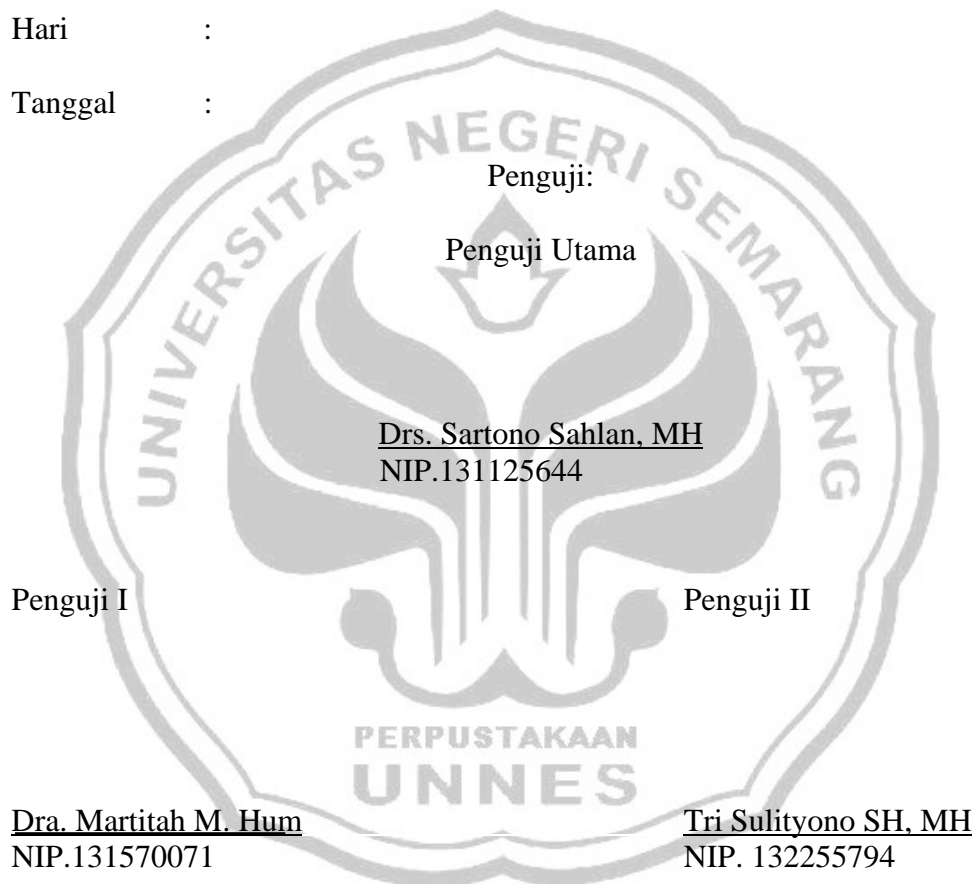 Hari :
Tanggal :
UNIVERSITAS NEGERI SEMARANG
Penguji:
Penguji Utama
Drs. Sartono Sahlan, MH
NIP.131125644
Penguji I Penguji II
PERPUSTAKAAN
UNNES
Dra. Martitah M. Hum Tri Sulityono SH, MH
NIP.131570071 NIP. 132255794